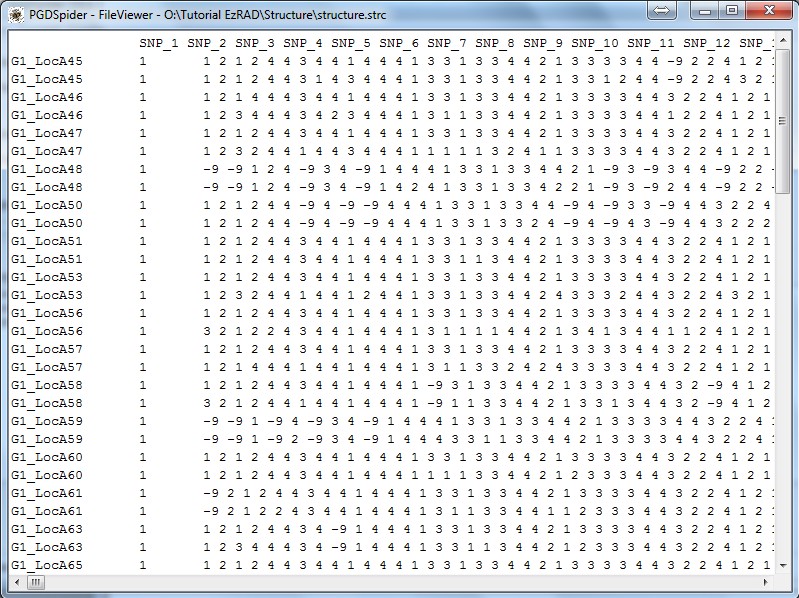 PGDSpider - FileViewer - O:\Tutorial EzRAD\Structure\structure.strc
SNP_1 SNP_2 SNP_3 SNP_4 SNP_5 SNP_6 SNP_7 SNP_8 SNP_9 SNP_10 SNP_11 SNP_12
G1_LocA45 1 1 2 1 2 4 4 3 4 4 1 4 4 4 1 3 3 1 3 3 4 4 2 1 3 3 3 3 4 4 -9 2 2 4 1 2 1
G1_LocA45 1 1 2 1 2 4 4 3 1 4 3 4 4 4 1 3 3 1 3 3 4 4 2 1 3 3 1 2 4 4 -9 2 2 4 3 2 1
G1_LocA46 1 1 2 1 4 4 4 3 4 4 1 4 4 4 1 3 3 1 3 3 4 4 2 1 3 3 3 3 4 4 3 2 2 4 1 2 1
G1_LocA46 1 1 2 3 4 4 4 3 4 2 3 4 4 4 1 3 3 1 3 3 4 4 2 1 3 3 3 3 4 4 1 2 2 4 1 2 1
G1_LocA47 1 1 2 1 2 4 4 3 4 4 1 4 4 4 1 3 3 1 3 3 4 4 2 1 3 3 3 3 4 4 3 2 2 4 1 2 1
G1_LocA47 1 1 2 3 2 4 4 1 4 4 3 4 4 4 1 1 1 1 3 2 4 1 1 3 3 3 3 4 4 3 2 2 4 1 2 1
G1_LocA48 1 -9 -9 1 2 4 -9 3 4 -9 1 4 4 4 1 3 3 1 3 3 4 4 2 1 -9 3 -9 3 4 4 -9 2 2 -
G1_LocA48 1 -9 -9 1 2 4 -9 3 4 -9 1 4 2 4 1 3 3 1 3 3 4 2 2 1 -9 3 -9 2 4 4 -9 2 2 -
G1_LocA50 1 1 2 1 2 4 4 -9 4 -9 -9 4 4 4 1 3 3 1 3 3 4 4 -9 4 -9 3 3 -9 4 4 3 2 2 4
G1_LocA50 1 1 2 1 2 4 4 -9 4 -9 -9 4 4 4 1 3 3 1 3 3 2 4 -9 4 -9 4 3 -9 4 4 3 2 2 2
G1_LocA51 1 1 2 1 2 4 4 3 4 4 1 4 4 4 1 3 3 1 3 3 4 4 2 1 3 3 3 3 4 4 3 2 2 4 1 2 1
G1_LocA51 1 1 2 1 2 4 4 3 4 4 1 4 4 4 1 3 3 1 1 3 4 4 2 1 3 3 3 3 4 4 3 2 2 4 1 2 1
G1_LocA53 1 1 2 1 2 4 4 3 4 4 1 4 4 4 1 3 3 1 3 3 4 4 2 1 3 3 3 3 4 4 3 2 2 4 1 2 1
G1_LocA53 1 1 2 3 2 4 4 1 4 4 1 2 4 4 1 3 3 1 3 3 4 4 2 4 3 3 3 2 4 4 3 2 2 4 3 2 1
G1_LocA56 1 1 2 1 2 4 4 3 4 4 1 4 4 4 1 3 3 1 3 3 4 4 2 1 3 3 3 3 4 4 3 2 2 4 1 2 1
G1_LocA56 1 3 2 1 2 2 4 3 4 4 1 4 4 4 1 3 3 1 1 1 1 4 4 2 1 3 4 1 3 4 4 1 1 2 4 1 2 1
G1_LocA57 1 1 2 1 2 4 4 3 4 4 1 4 4 4 1 3 3 1 3 3 4 4 2 1 3 3 3 3 4 4 3 2 2 4 1 2 1
G1_LocA57 1 1 2 1 4 4 4 3 4 4 1 4 4 4 1 3 3 1 3 3 2 4 2 4 3 3 3 3 4 4 3 2 2 4 1 2 1
G1_LocA58 1 1 2 1 2 4 4 3 4 4 1 4 4 4 1 -9 3 1 3 3 4 4 2 1 3 3 3 3 4 4 3 2 -9 4 1 2
G1_LocA58 1 3 2 1 2 4 4 1 4 4 1 4 4 4 1 -9 1 1 3 3 4 4 2 1 3 3 1 3 4 4 3 2 -9 4 1 2
G1_LocA59 1 -9 -9 1 -9 4 -9 3 4 -9 1 4 4 4 1 3 3 1 3 3 4 4 2 1 3 3 3 3 4 4 3 2 2 4 1
G1_LocA59 1 -9 -9 1 -9 2 -9 3 4 -9 1 4 4 4 3 3 1 1 3 3 4 4 2 1 3 3 3 3 4 4 3 2 2 4 1
G1_LocA60 1 1 2 1 2 4 4 3 4 4 1 4 4 4 1 3 3 1 3 3 4 4 2 1 3 3 3 3 4 4 3 2 2 4 1 2 1
G1_LocA60 1 1 2 1 2 4 4 3 4 4 1 4 4 4 1 1 1 1 3 3 4 4 2 1 2 3 3 3 4 4 3 2 2 4 1 2 1
G1_LocA61 1 -9 2 1 2 4 4 3 4 4 1 4 4 4 1 3 3 1 3 3 4 4 2 1 3 3 3 3 4 4 3 2 2 4 1 2 1
G1_LocA61 1 -9 2 1 2 2 4 3 4 4 1 4 4 4 1 3 3 1 1 3 4 4 1 1 3 3 3 3 4 4 3 2 2 4 1 2 1
G1_LocA63 1 1 2 1 2 4 4 3 4 -9 1 4 4 4 1 3 3 1 3 3 4 4 2 1 3 3 3 3 4 4 3 2 2 4 1 2 1
G1_LocA63 1 1 2 3 4 4 4 3 4 -9 1 4 4 4 1 3 3 1 1 3 4 4 1 1 2 3 3 3 4 4 3 2 2 4 1 2 1
G1_LocA65 1 1 2 1 2 4 4 3 4 4 1 4 4 4 1 3 3 1 3 3 4 4 2 1 3 3 3 3 4 4 3 2 2 4 1 2 1